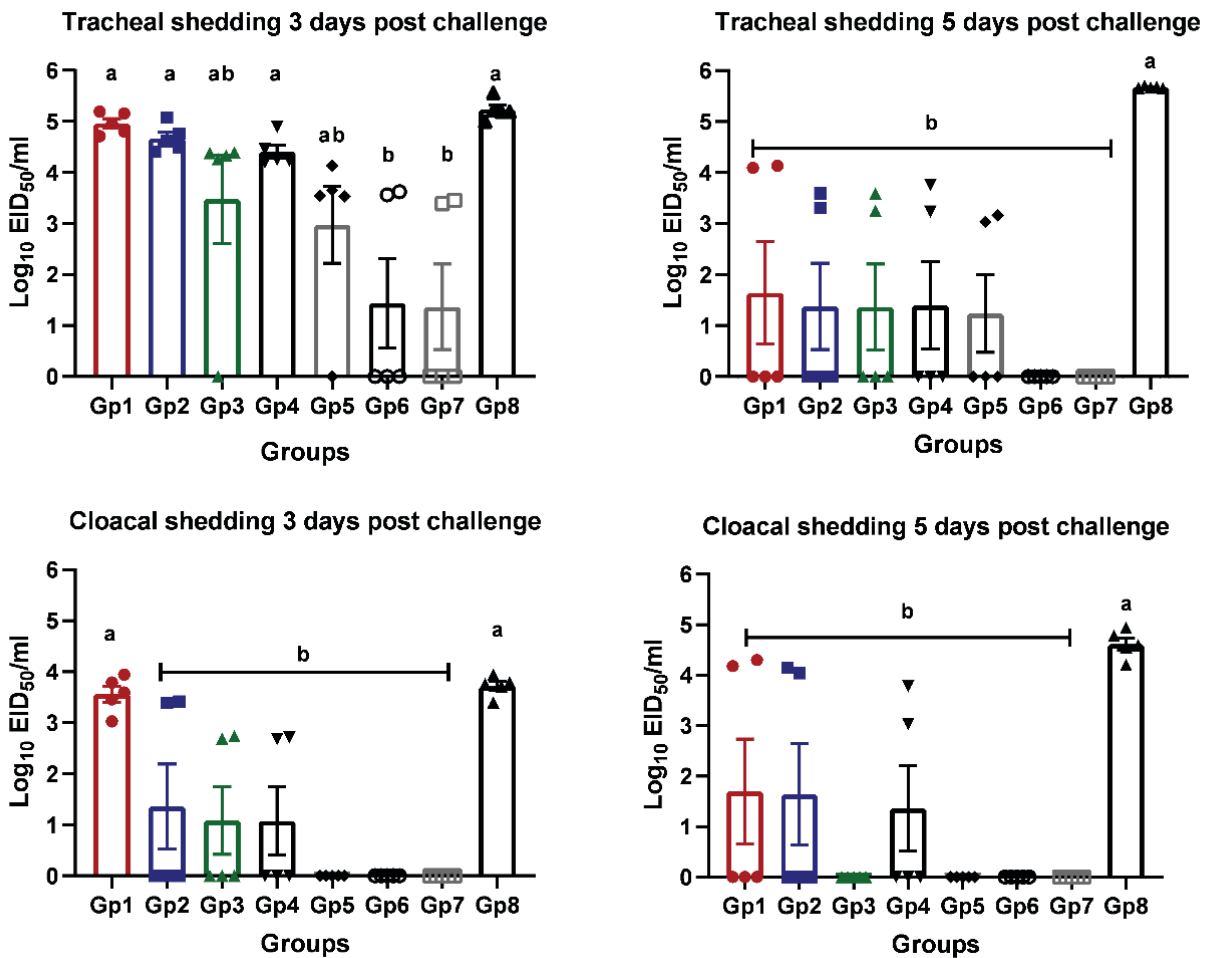 Tracheal shedding 3 days post challenge
a a ab a ab b b a
6
5
4
3
2
1
0
Log10 EID50/ml
Gp1 Gp2 Gp3 Gp4 Gp5 Gp6 Gp7 Gp8
Groups
Tracheal shedding 5 days post challenge
a
b
6
5
4
3
2
1
0
Log10 EID50/ml
Gp1 Gp2 Gp3 Gp4 Gp5 Gp6 Gp7 Gp8
Groups
Cloacal shedding 3 days post challenge
a b a
6
5
4
3
2
1
0
Log10 EID50/ml
Gp1 Gp2 Gp3 Gp4 Gp5 Gp6 Gp7 Gp8
Groups
Cloacal shedding 5 days post challenge
b a
6
5
4
3
2
1
0
Log10 EID50/ml
Gp1 Gp2 Gp3 Gp4 Gp5 Gp6 Gp7 Gp8
Groups